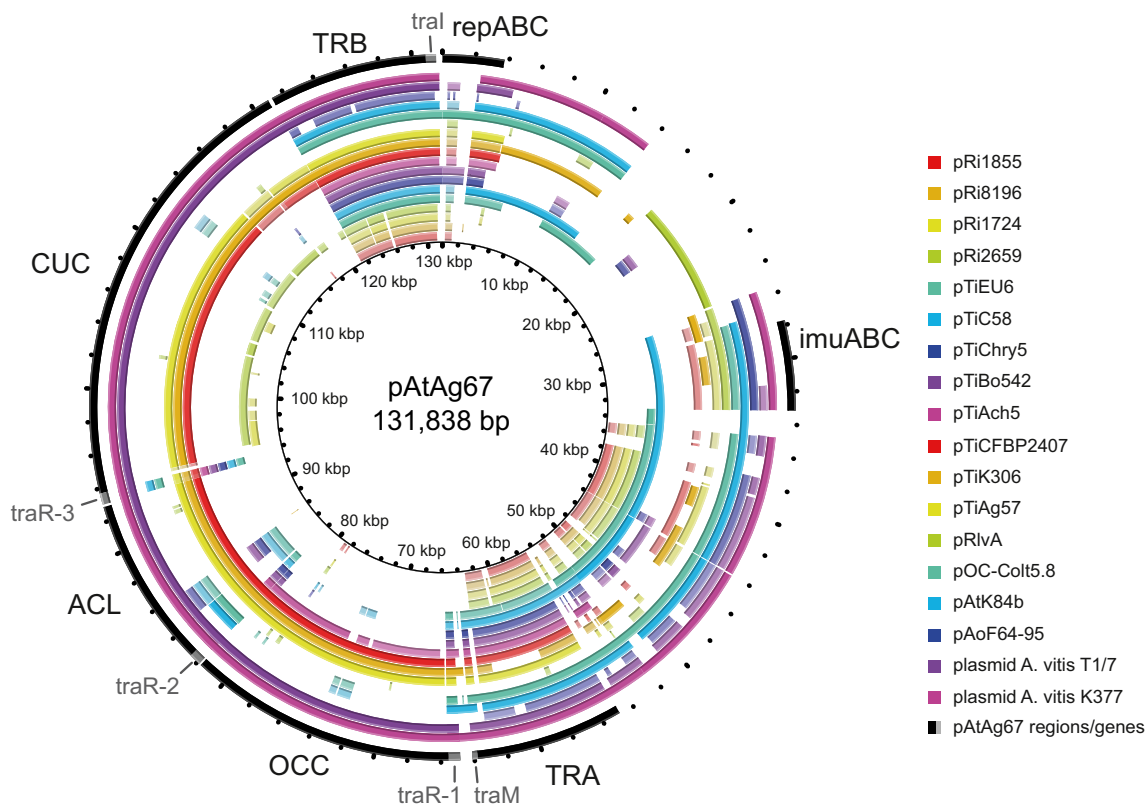 traI
repABC
TRB
imuABC
CUC
traR-3
ACL
traR-2
OCC
traR-1
traM
TRA
130 kbp
10 kbp
20 kbp
30 kbp
40 kbp
50 kbp
60 kbp
70 kbp
80 kbp
90 kbp
100 kbp
110 kbp
120 kbp
pAtAg67
131,838 bp
pRi1855
pRi8196
pRi1724
pRi2659
pTiEU6
pTiC58
pTiChry5
pTiBo542
pTiAch5
pTiCFBP2407
pTiK306
pTiAg57
pRlvA
pOC-Colt5.8
pAtK84b
pAoF64-95
plasmid A. vitis T1/7
plasmid A. vitis K377
pAtAg67 regions/genes